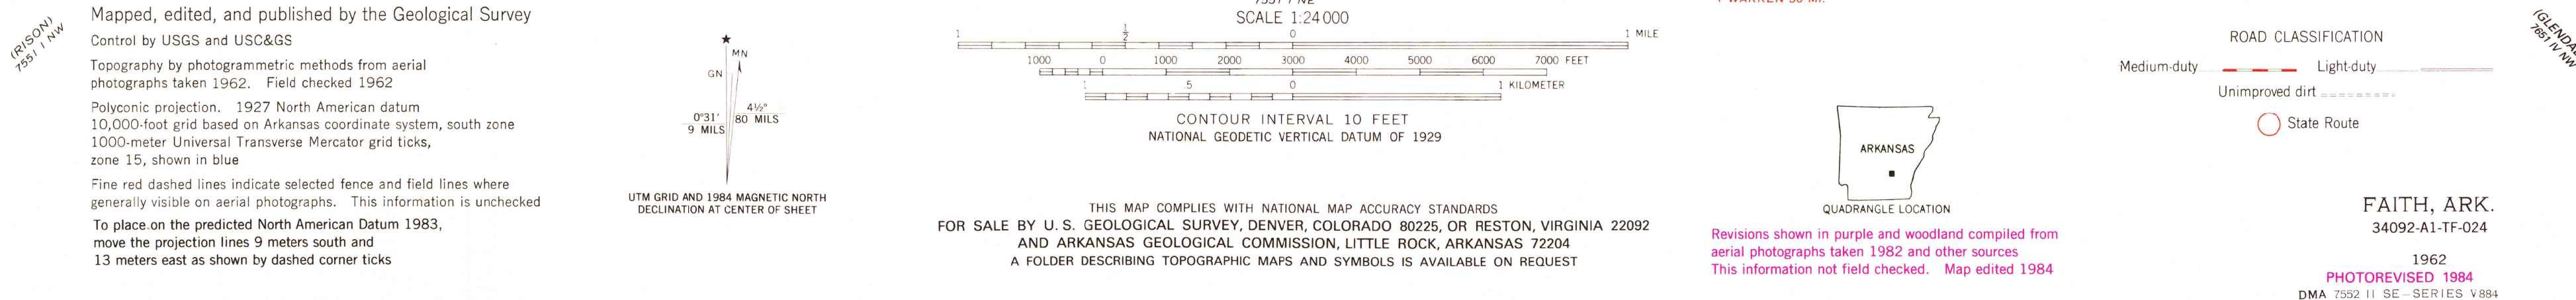 (RISON)
7551 I NW
Mapped, edited, and published by the Geological Survey
Control by USGS and USC&GS
Topography by photogrammetric methods from aerial
photographs taken 1962. Field checked 1962
Polyconic projection. 1927 North American datum
10,000-foot grid based on Arkansas coordinate system, south zone
1000-meter Universal Transverse Mercator grid ticks,
zone 15, shown in blue
Fine red dashed lines indicate selected fence and field lines where
generally visible on aerial photographs. This information is unchecked
To place on the predicted North American Datum 1983,
move the projection lines 9 meters south and
13 meters east as shown by dashed corner ticks
★
MN
GN
0°31′
9 MILS
4½°
80 MILS
UTM GRID AND 1984 MAGNETIC NORTH
DECLINATION AT CENTER OF SHEET
SCALE 1:24 000
1 ½ 0 1 MILE
1000 0 1000 2000 3000 4000 5000 6000 7000 FEET
1 .5 0 1 KILOMETER
CONTOUR INTERVAL 10 FEET
NATIONAL GEODETIC VERTICAL DATUM OF 1929
THIS MAP COMPLIES WITH NATIONAL MAP ACCURACY STANDARDS
FOR SALE BY U. S. GEOLOGICAL SURVEY, DENVER, COLORADO 80225, OR RESTON, VIRGINIA 22092
AND ARKANSAS GEOLOGICAL COMMISSION, LITTLE ROCK, ARKANSAS 72204
A FOLDER DESCRIBING TOPOGRAPHIC MAPS AND SYMBOLS IS AVAILABLE ON REQUEST
ARKANSAS
QUADRANGLE LOCATION
Revisions shown in purple and woodland compiled from
aerial photographs taken 1982 and other sources
This information not field checked. Map edited 1984
ROAD CLASSIFICATION
Medium-duty Light-duty
Unimproved dirt
State Route
7651 IV NW
FAITH, ARK.
34092-A1-TF-024
1962
PHOTOREVISED 1984
DMA 7552 II SE-SERIES V884